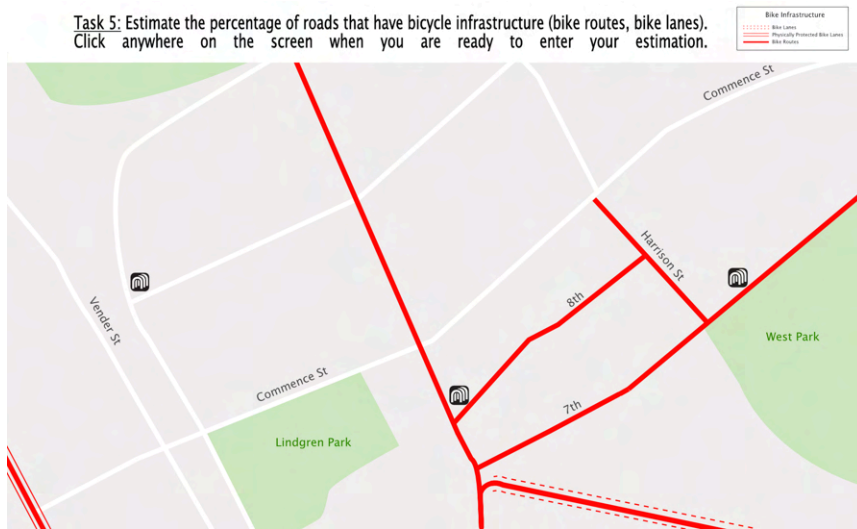 Task 5: Estimate the percentage of roads that have bicycle infrastructure (bike routes, bike lanes).
Click anywhere on the screen when you are ready to enter your estimation.
Bike Infrastructure
Bike Lanes
Physically Protected Bike Lanes
Bike Routes
Commence St
Harrison St
8th
Vender St
West Park
Commence St
7th
Lindgren Park